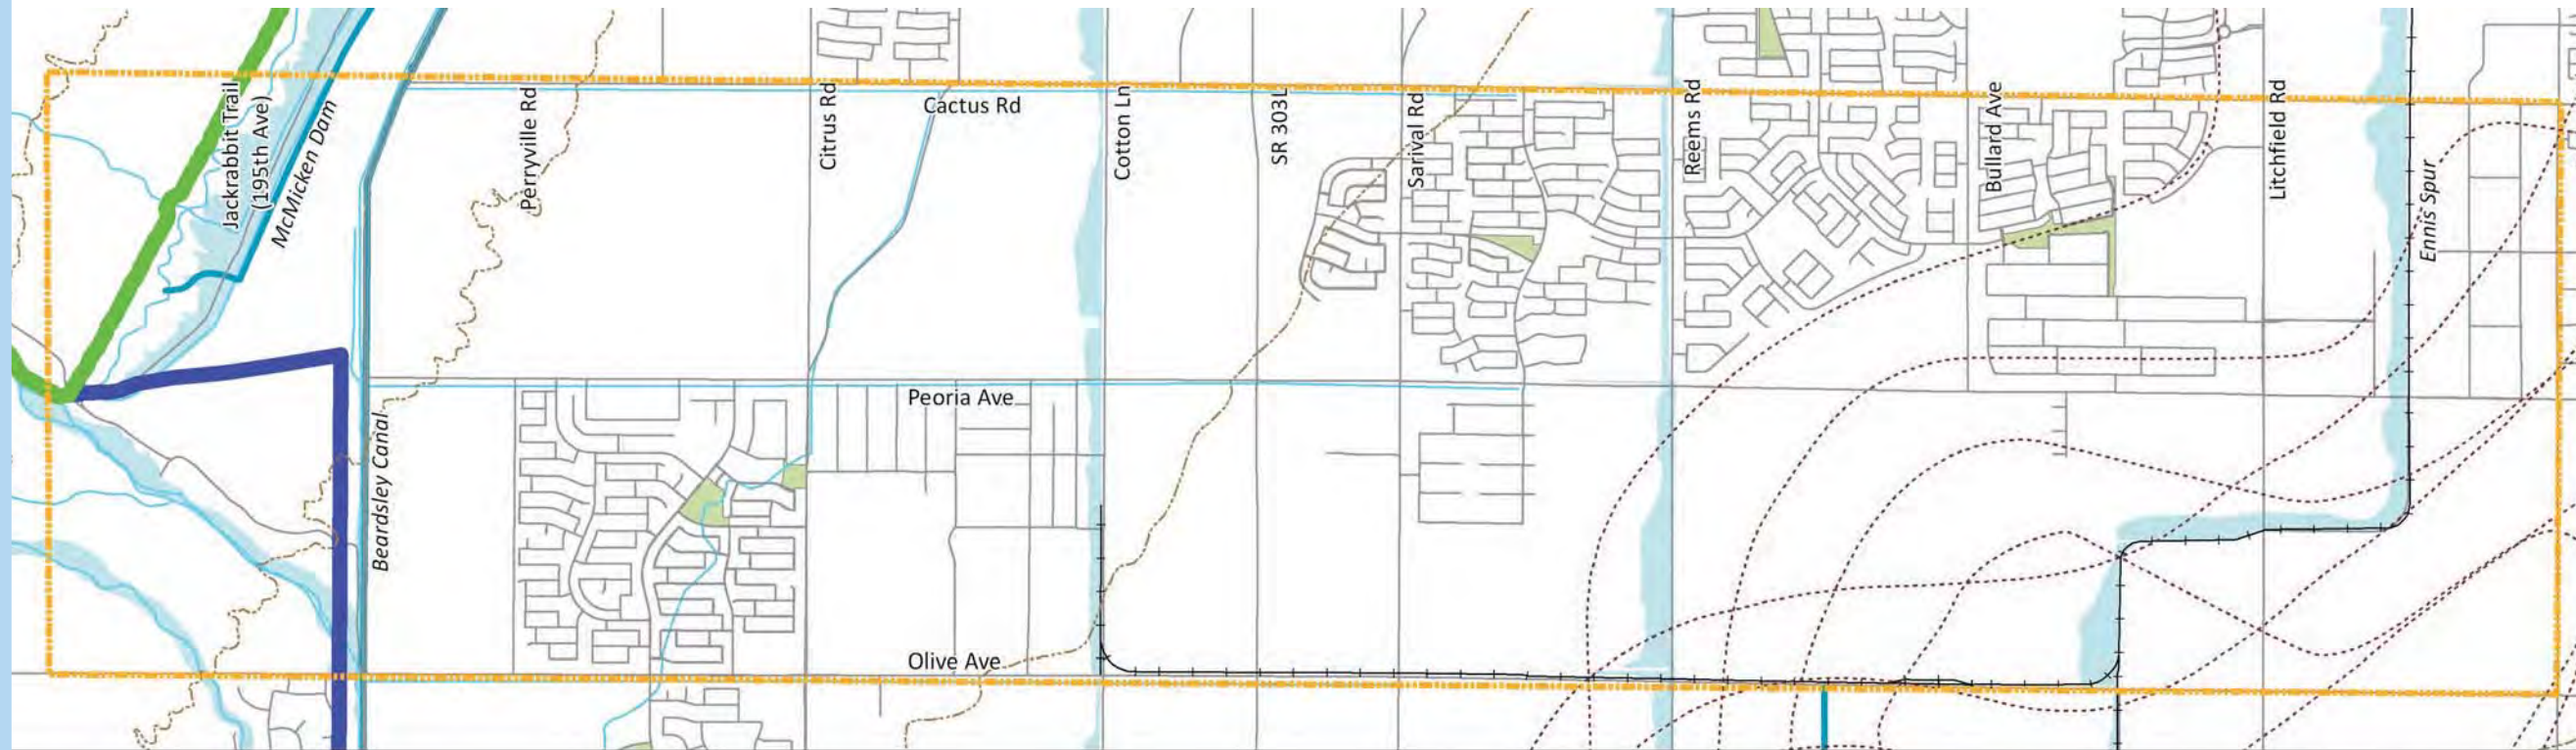 Jackrabbit Trail
(195th Ave)
McMicken Dam
Perryville Rd
Citrus Rd
Cactus Rd
Cotton Ln
SR 303L
Sarival Rd
Reems Rd
Bullard Ave
Litchfield Rd
Ennis Spur
Peoria Ave
Beardsley Canal
Olive Ave